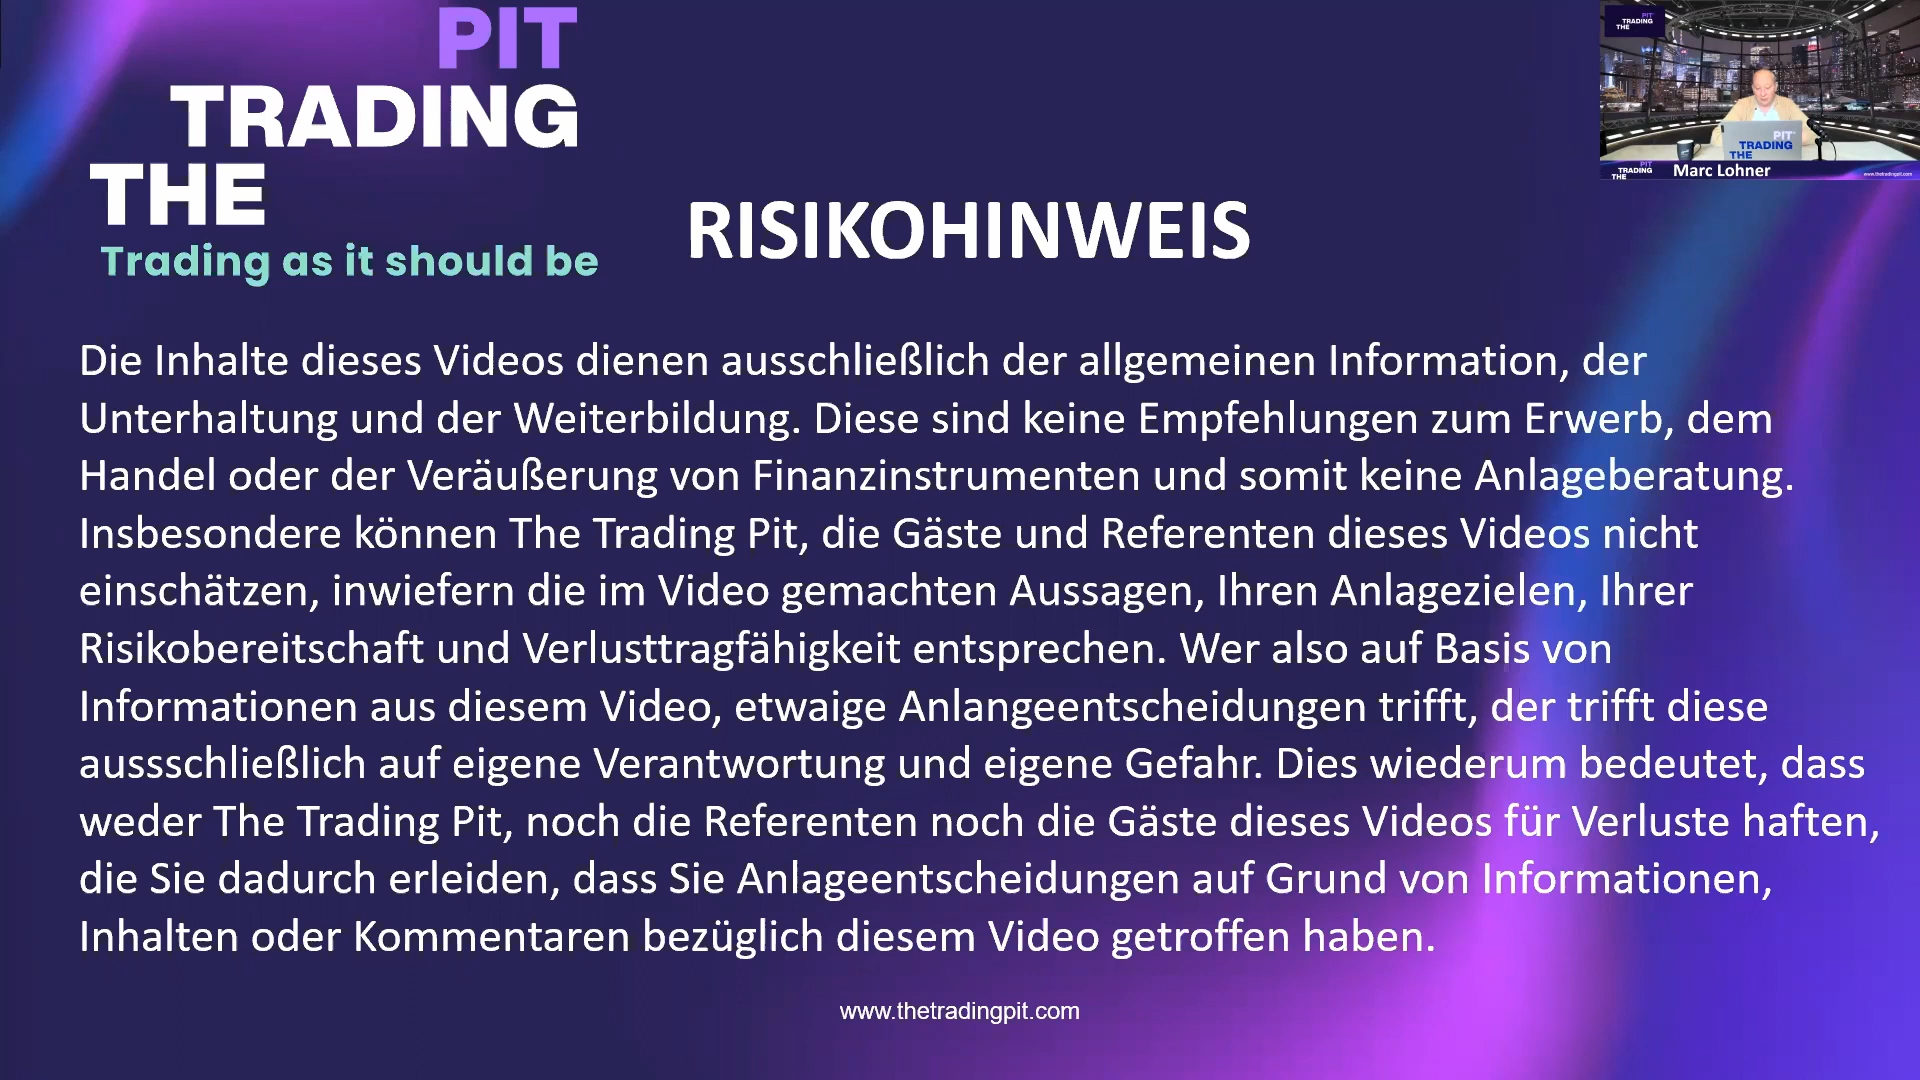 PIT
TRADING
THE
Trading as it should be
RISIKOHINWEIS
Die Inhalte dieses Videos dienen ausschließlich der allgemeinen Information, der
Unterhaltung und der Weiterbildung. Diese sind keine Empfehlungen zum Erwerb, dem
Handel oder der Veräußerung von Finanzinstrumenten und somit keine Anlageberatung.
Insbesondere können The Trading Pit, die Gäste und Referenten dieses Videos nicht
einschätzen, inwiefern die im Video gemachten Aussagen, Ihren Anlagezielen, Ihrer
Risikobereitschaft und Verlusttragfähigkeit entsprechen. Wer also auf Basis von
Informationen aus diesem Video, etwaige Anlangeentscheidungen trifft, der trifft diese
aussschließlich auf eigene Verantwortung und eigene Gefahr. Dies wiederum bedeutet, dass
weder The Trading Pit, noch die Referenten noch die Gäste dieses Videos für Verluste haften,
die Sie dadurch erleiden, dass Sie Anlageentscheidungen auf Grund von Informationen,
Inhalten oder Kommentaren bezüglich diesem Video getroffen haben.
www.thetradingpit.com
PIT
TRADING
THE
PIT
TRADING
THE
PIT
TRADING
THE
Marc Lohner
www.thetradingpit.com